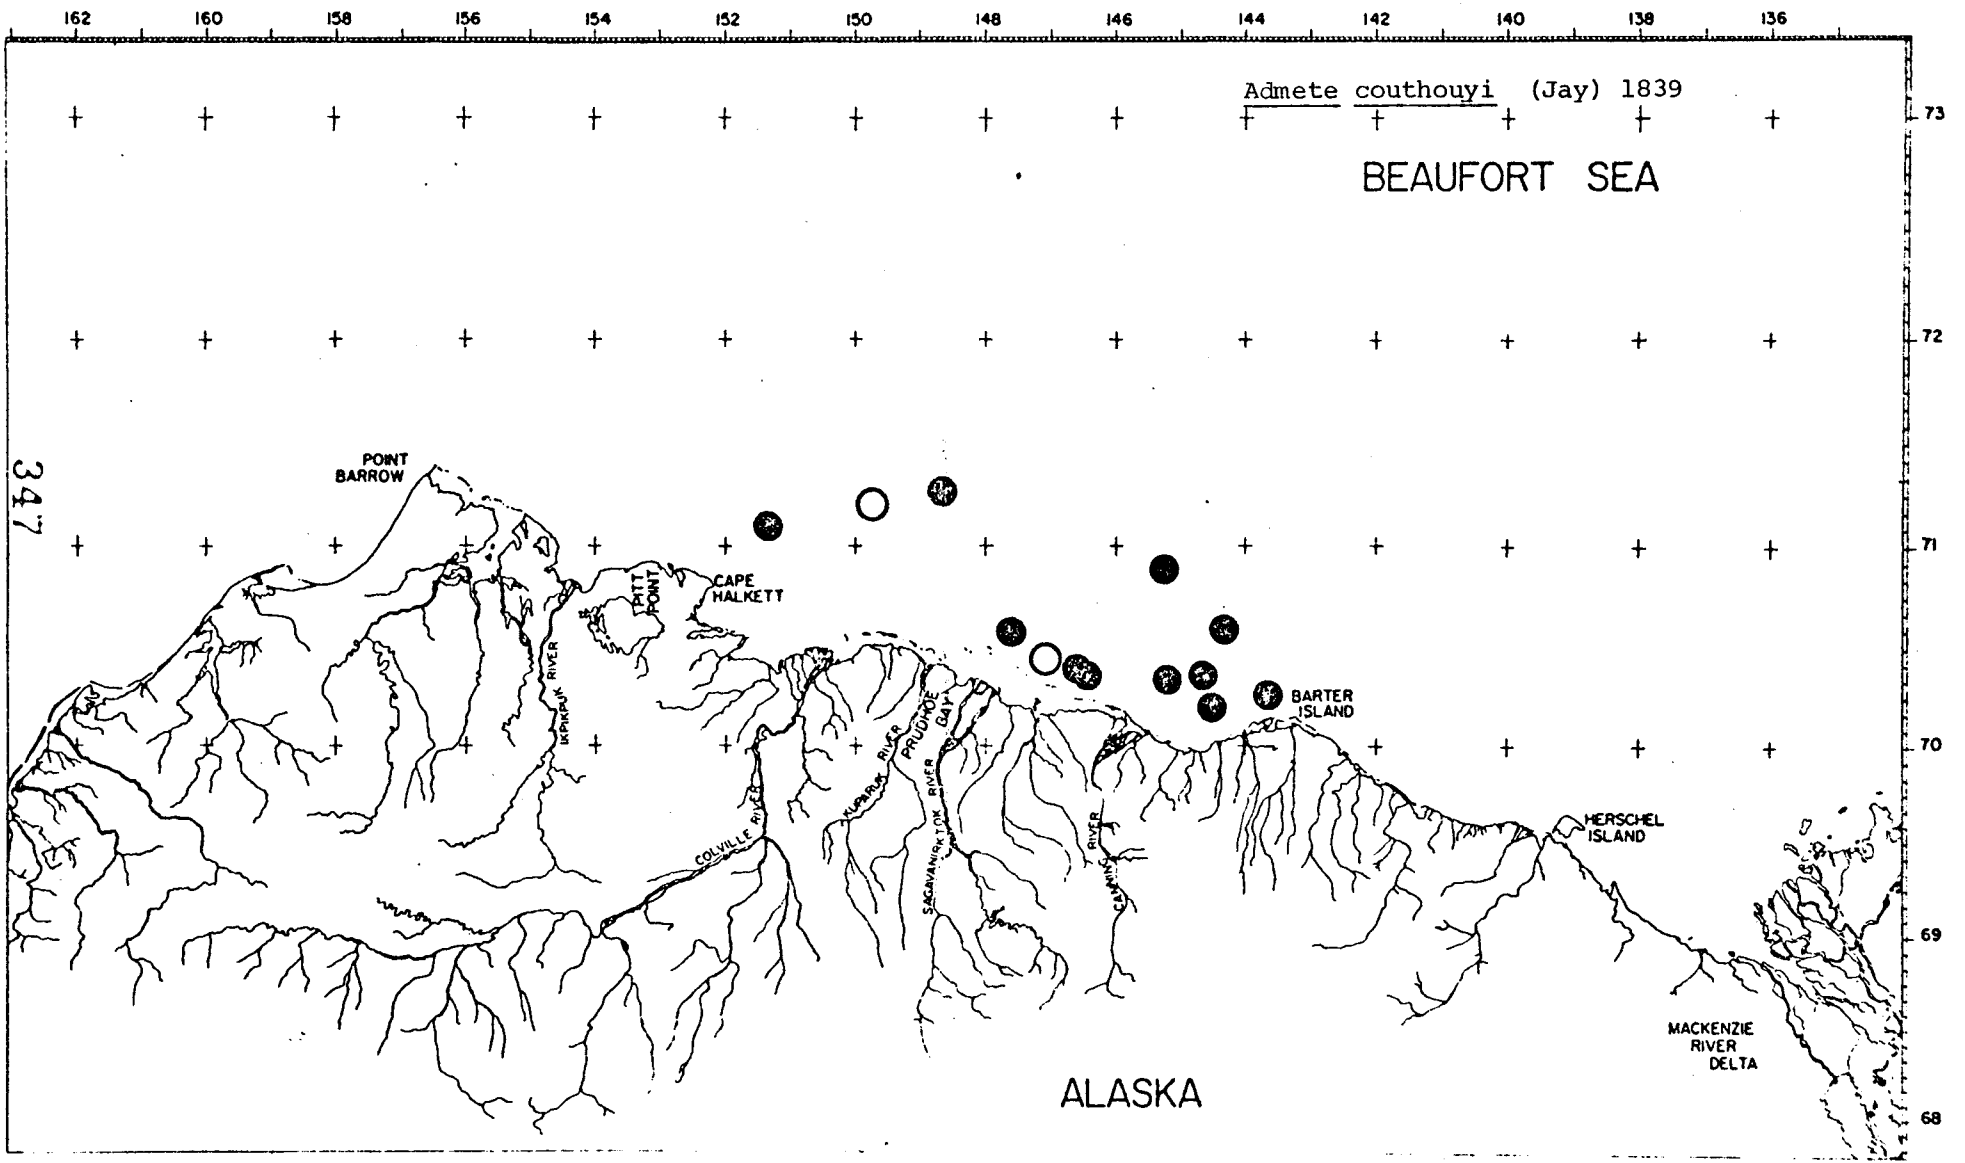 162 160 158 156 154 152 150 148 146 144 142 140 138 136
Admete couthouyi (Jay) 1839
73
BEAUFORT SEA
72
POINT
BARROW
347
71
PITT
POINT
CAPE
HALKETT
IKPIKPUK RIVER
BARTER
ISLAND
PRUDHOE
BAY
70
KUPARUK RIVER
COLVILLE RIVER
SAGAVANIRKTOK RIVER
CANNING RIVER
HERSCHEL
ISLAND
69
MACKENZIE
RIVER
DELTA
ALASKA
68